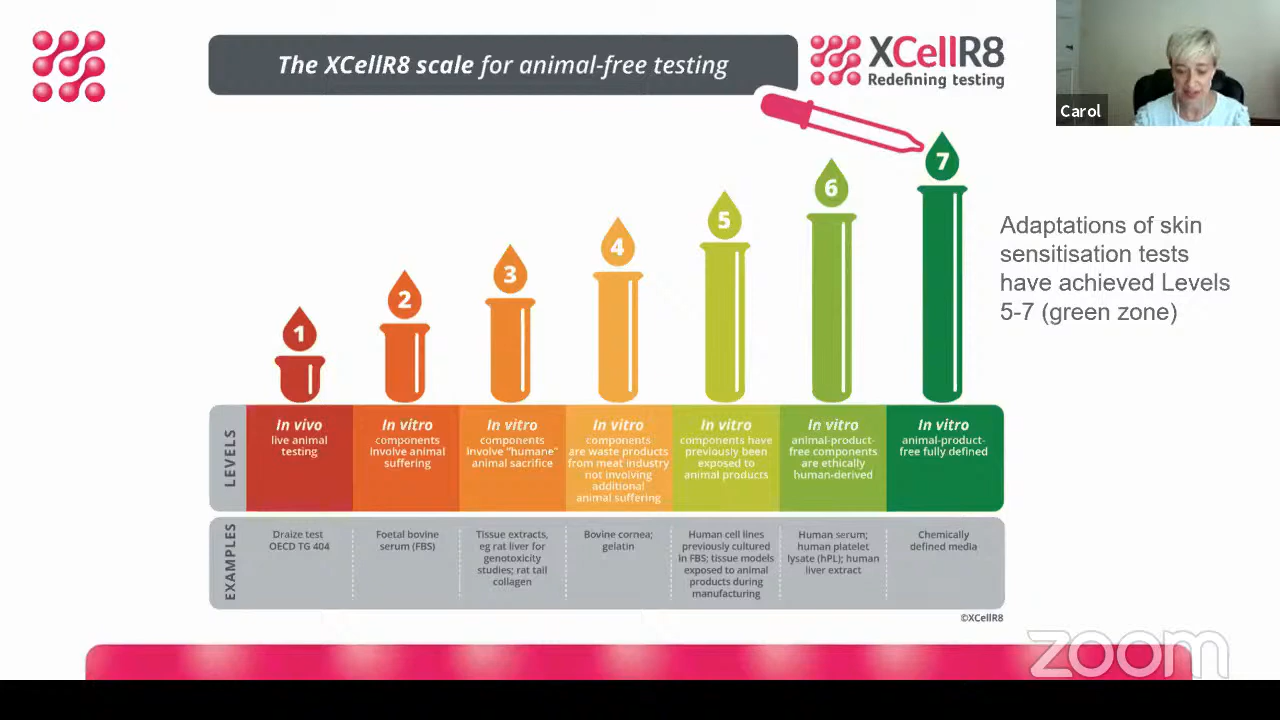 The XCellR8 scale for animal-free testing
XCellR8
Redefining testing
Carol
1
2
3
4
5
6
7
Adaptations of skin
sensitisation tests
have achieved Levels
5-7 (green zone)
LEVELS
In vivo
live animal
testing
In vitro
components
involve animal
suffering
In vitro
components
involve "humane"
animal sacrifice
In vitro
components
are waste products
from meat industry
not involving
additional
animal suffering
In vitro
components have
previously been
exposed to
animal products
In vitro
animal-product-
free components
are ethically
human-derived
In vitro
animal-product-
free fully defined
EXAMPLES
Draize test
OECD TG 404
Foetal bovine
serum (FBS)
Tissue extracts,
eg rat liver for
genotoxicity
studies; rat tail
collagen
Bovine cornea;
gelatin
Human cell lines
previously cultured
in FBS; tissue models
exposed to animal
products during
manufacturing
Human serum;
human platelet
lysate (hPL); human
liver extract
Chemically
defined media
©XCellR8
zoom